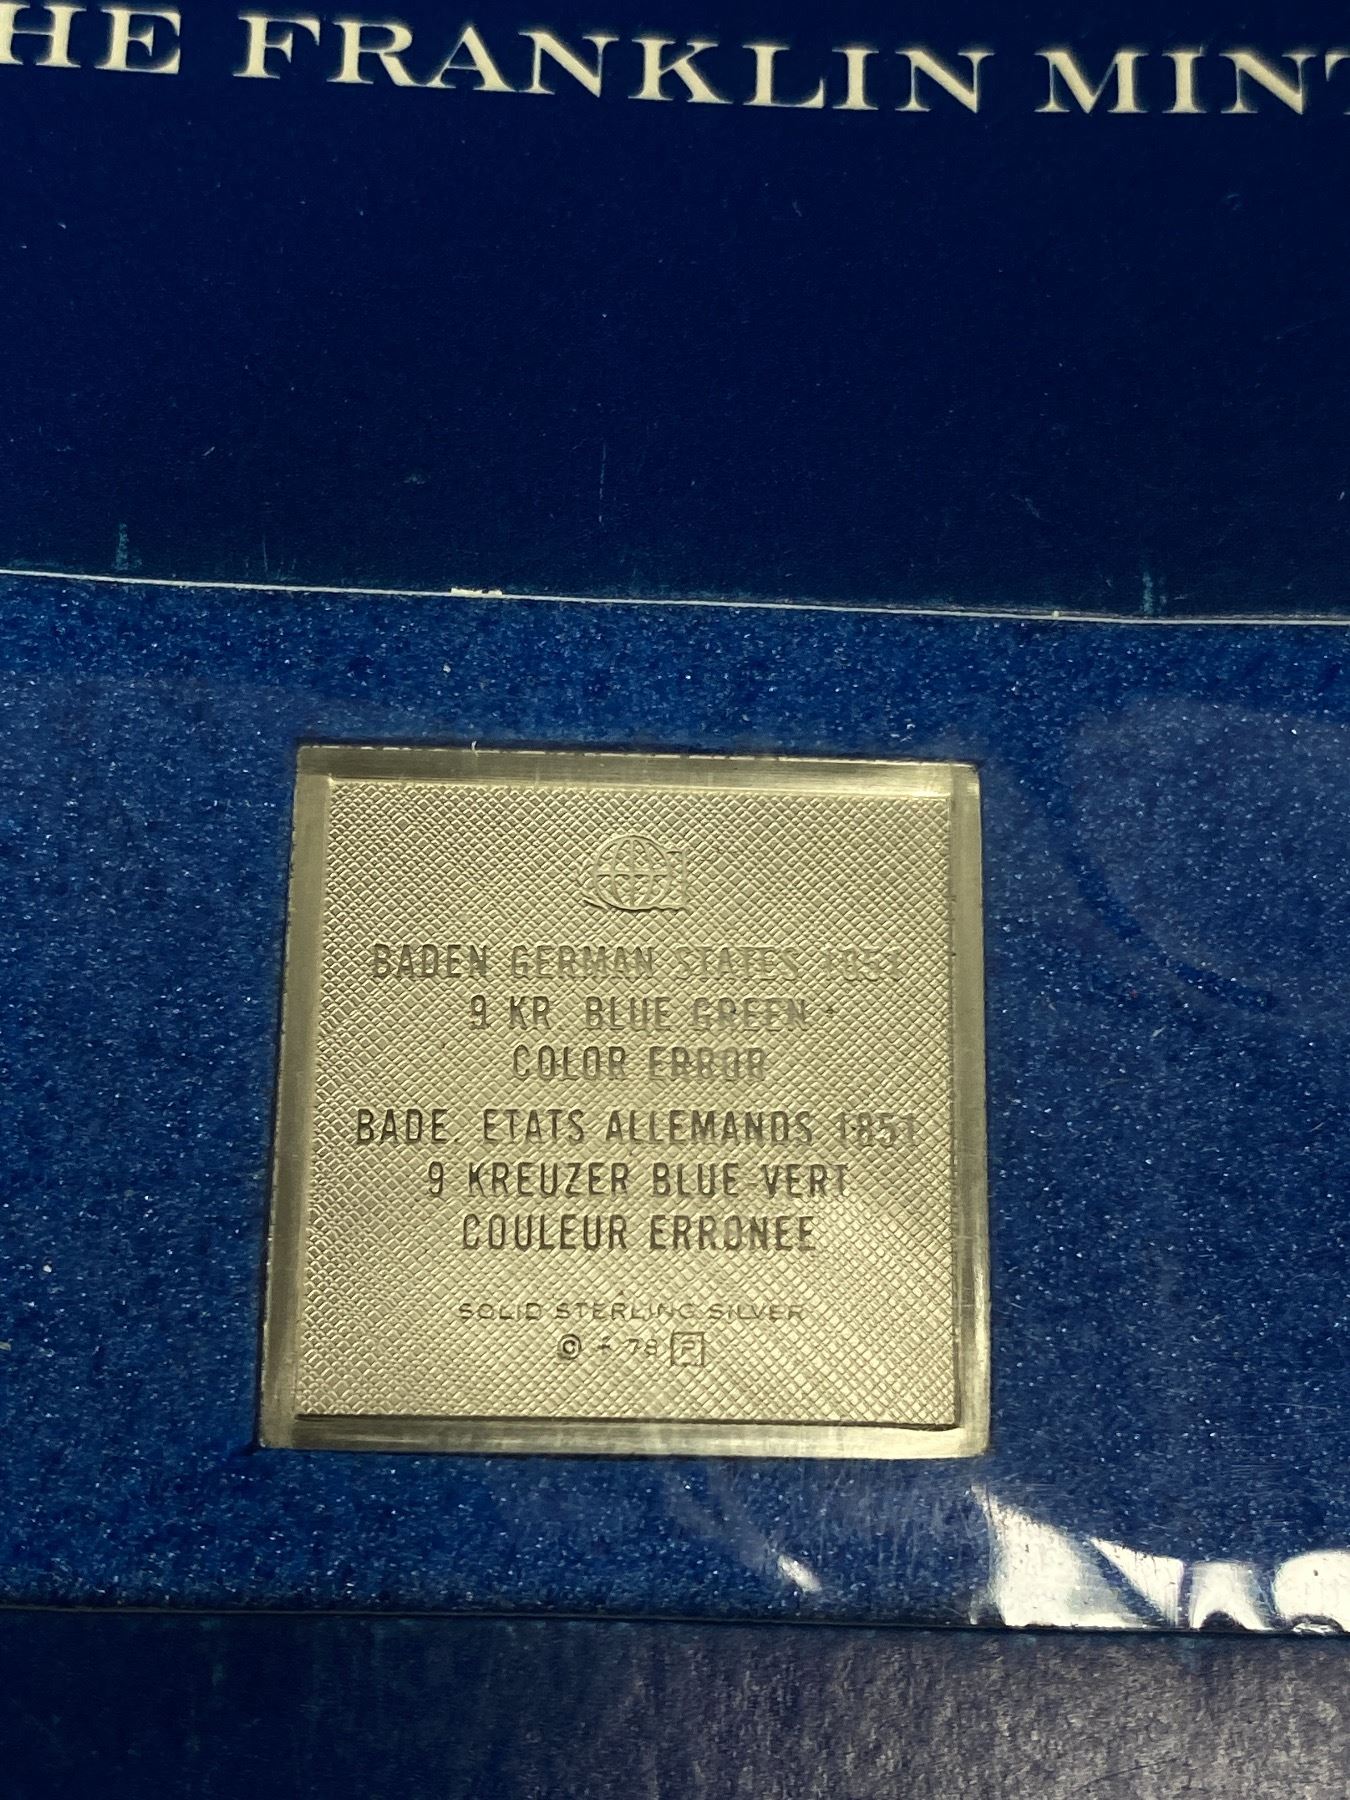 HE FRANKLIN MINT
BADEN GERMAN STATES 1851
9 KR BLUE GREEN
COLOR ERROR
BADE. ETATS ALLEMANDS 1851
9 KREUZER BLUE-VERT
COULEUR ERRONEE
SOLID STERLING SILVER
© 78 F